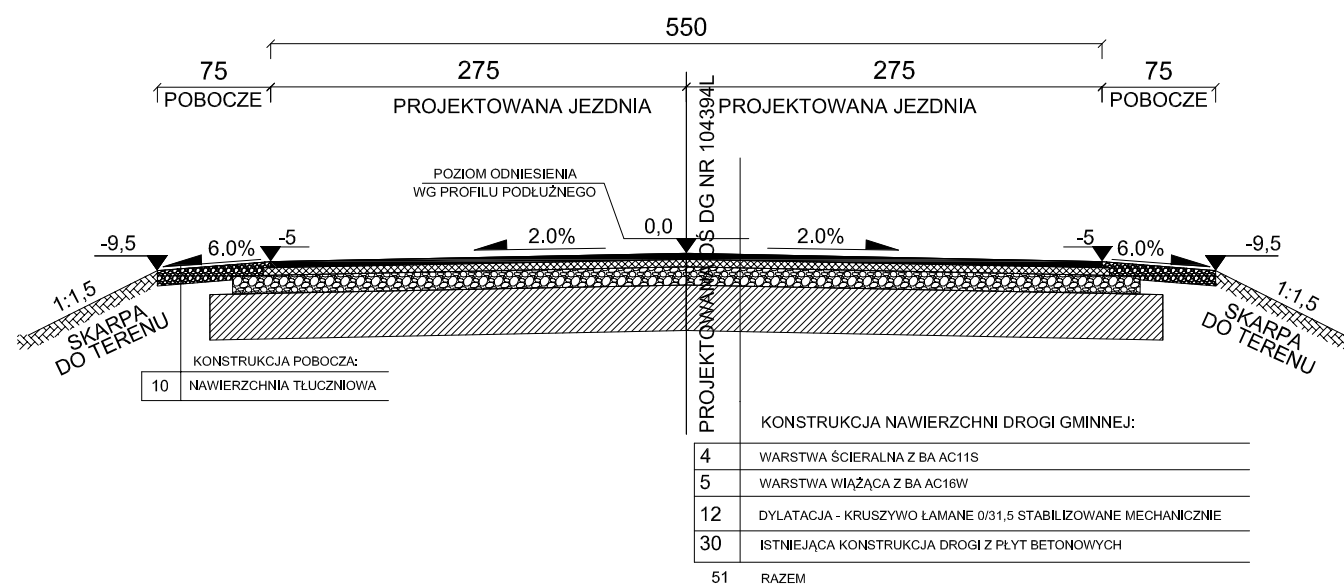 550
75 275 275 75
POBOCZE PROJEKTOWANA JEZDNIA PROJEKTOWANA JEZDNIA POBOCZE
PROJEKTOWANA OŚ DG NR 104394L
POZIOM ODNIESIENIA
WG PROFILU PODŁUŻNEGO
-9,5 6.0% -5 2.0% 0,0 2.0% -5 6.0% -9,5
1:1,5
SKARPA
DO TERENU
1:1,5
SKARPA
DO TERENU
KONSTRUKCJA POBOCZA:
10 NAWIERZCHNIA TŁUCZNIOWA
KONSTRUKCJA NAWIERZCHNI DROGI GMINNEJ:
4 WARSTWA ŚCIERALNA Z BA AC11S
5 WARSTWA WIĄŻĄCA Z BA AC16W
12 DYLATACJA - KRUSZYWO ŁAMANE 0/31,5 STABILIZOWANE MECHANICZNIE
30 ISTNIEJĄCA KONSTRUKCJA DROGI Z PŁYT BETONOWYCH
51 RAZEM